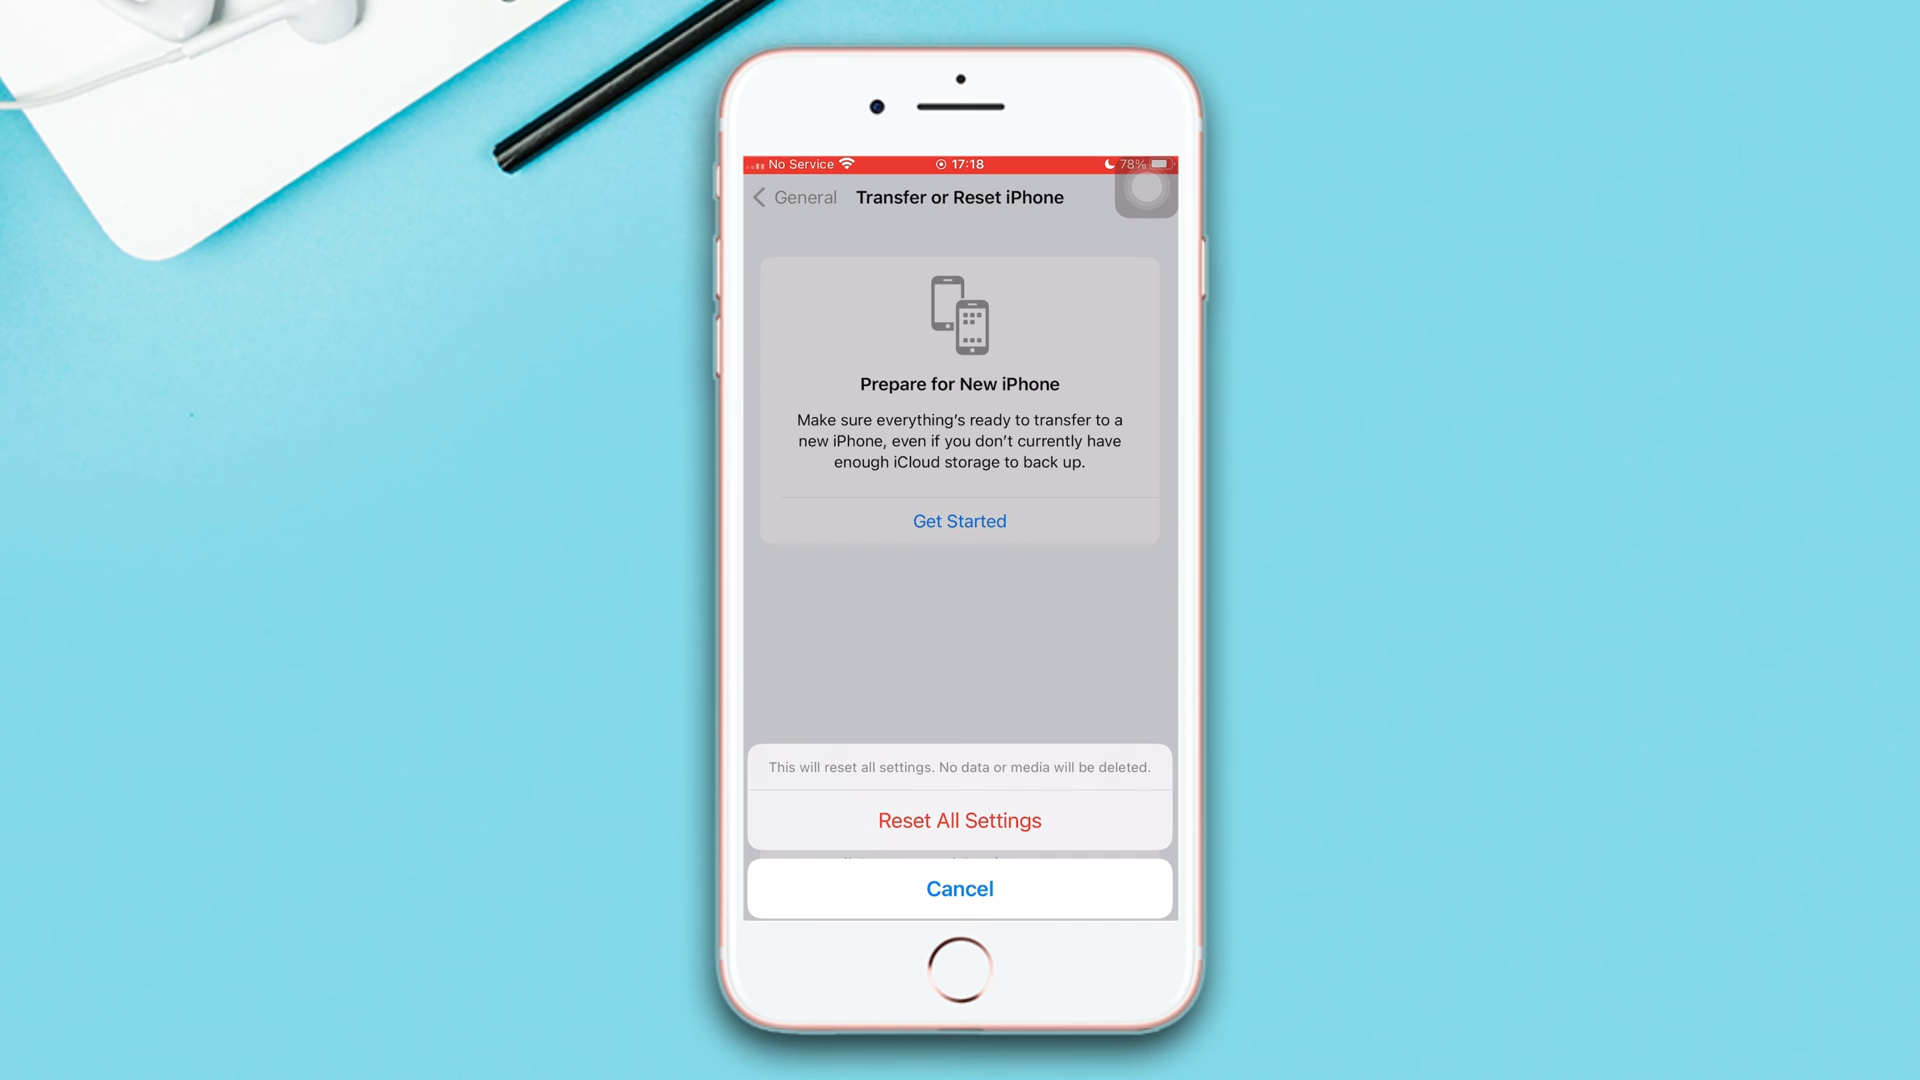 No Service 17:18 78%
General Transfer or Reset iPhone
Prepare for New iPhone
Make sure everything's ready to transfer to a
new iPhone, even if you don't currently have
enough iCloud storage to back up.
Get Started
This will reset all settings. No data or media will be deleted.
Reset All Settings
Cancel